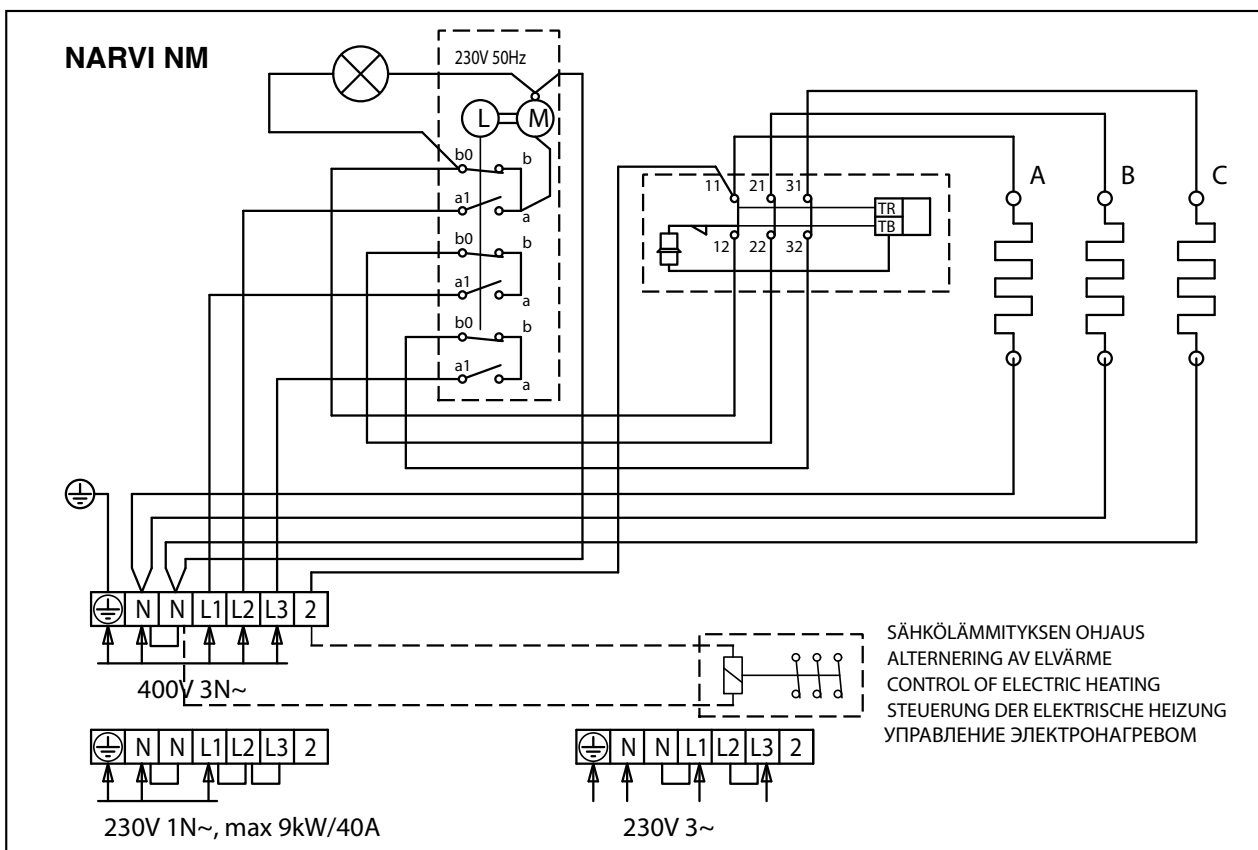 NARVI NM
230V 50Hz
L M
b0 b
a1 a
b0 b
a1 a
b0 b
a1 a
11 21 31
TR
TB
12 22 32
A B C
N N L1 L2 L3 2
400V 3N~
SÄHKÖLÄMMITYKSEN OHJAUS
ALTERNERING AV ELVÄRME
CONTROL OF ELECTRIC HEATING
STEUERUNG DER ELEKTRISCHE HEIZUNG
УПРАВЛЕНИЕ ЭЛЕКТРОНАГРЕВОМ
N N L1 L2 L3 2
230V 1N~, max 9kW/40A
N N L1 L2 L3 2
230V 3~